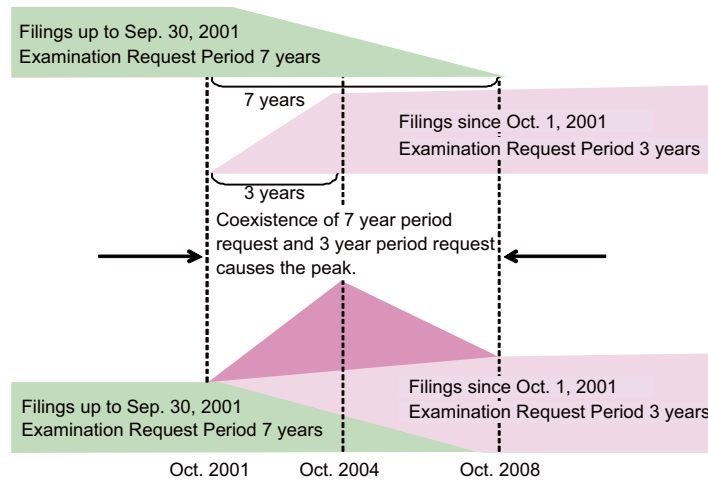 Filings up to Sep. 30, 2001
Examination Request Period 7 years
7 years
Filings since Oct. 1, 2001
Examination Request Period 3 years
3 years
Coexistence of 7 year period
request and 3 year period request
causes the peak.
Filings since Oct. 1, 2001
Examination Request Period 3 years
Filings up to Sep. 30, 2001
Examination Request Period 7 years
Oct. 2001
Oct. 2004
Oct. 2008